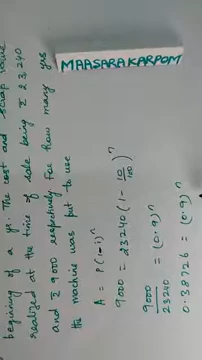 MAASARAKARPOM
beginning of a yr. The cost and scrap value
realized at the time of sale being ₹ 23,240
and ₹ 9000 respectively. For how many yrs
the machine was put to use
A = P(1-i)^n
9000 = 23240 (1 - 10/100)^n
9000/23240 = (0.9)^n
0.38726 = (0.9)^n